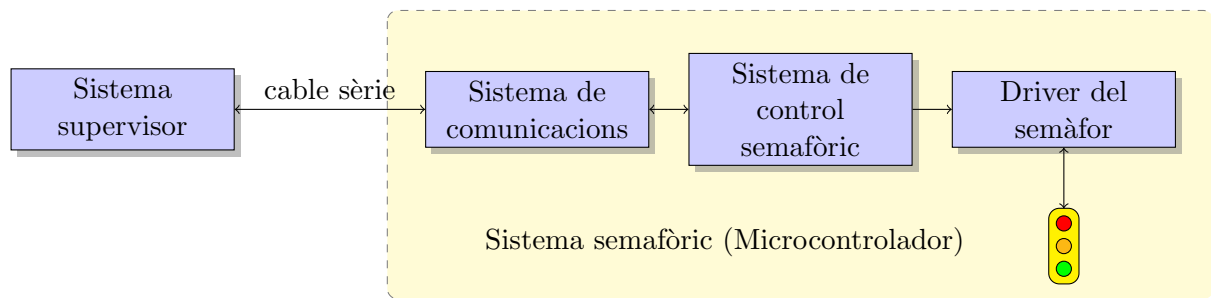 Sistema
supervisor
cable sèrie
Sistema de
comunicacions
Sistema de
control
semafòric
Driver del
semàfor
Sistema semafòric (Microcontrolador)